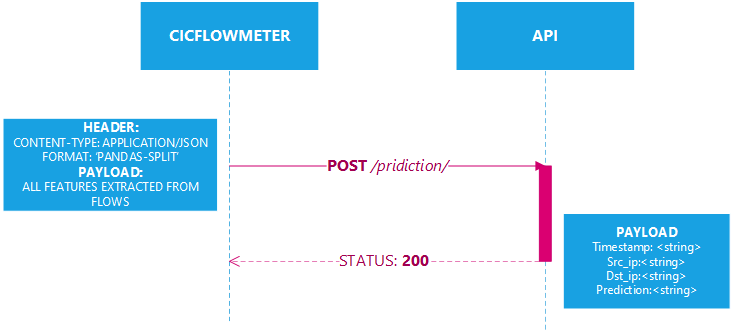 CICFLOWMETER
API
HEADER:
CONTENT-TYPE: APPLICATION/JSON
FORMAT: 'PANDAS-SPLIT'
PAYLOAD:
ALL FEATURES EXTRACTED FROM
FLOWS
POST /pridiction/
STATUS: 200
PAYLOAD
Timestamp: <string>
Src_ip:<string>
Dst_ip:<string>
Prediction:<string>